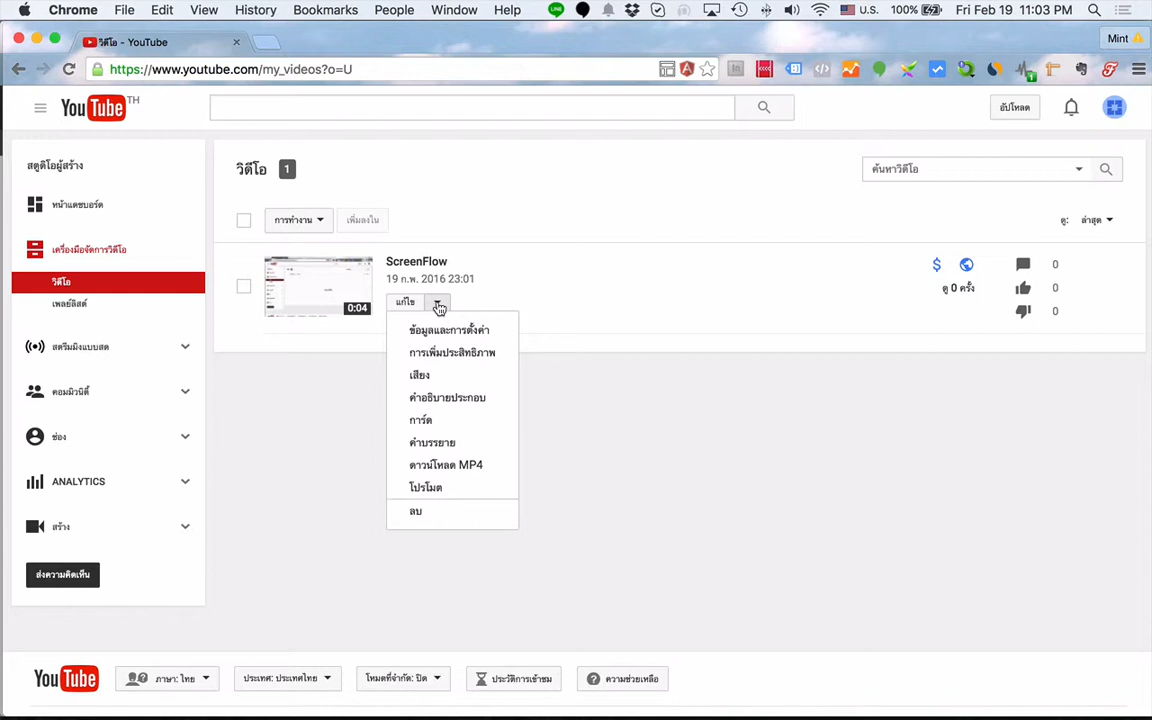 Chrome File Edit View History Bookmarks People Window Help U.S. 100% Fri Feb 19 11:03 PM
วิดีโอ - YouTube
Mint
https://www.youtube.com/my_videos?o=U
YouTube TH
อัปโหลด
สตูดิโอผู้สร้าง
หน้าแดชบอร์ด
เครื่องมือจัดการวิดีโอ
วิดีโอ
เพลย์ลิสต์
สตรีมมิงแบบสด
คอมมิวนิตี้
ช่อง
ANALYTICS
สร้าง
ส่งความคิดเห็น
วิดีโอ 1
ค้นหาวิดีโอ
การทำงาน
เพิ่มลงใน
ดู: ล่าสุด
0:04
ScreenFlow
19 ก.พ. 2016 23:01
แก้ไข
ข้อมูลและการตั้งค่า
การเพิ่มประสิทธิภาพ
เสียง
คำอธิบายประกอบ
การ์ด
คำบรรยาย
ดาวน์โหลด MP4
โปรโมต
ลบ
$
ดู 0 ครั้ง
0
0
0
YouTube
ภาษา: ไทย
ประเทศ: ประเทศไทย
โหมดที่จำกัด: ปิด
ประวัติการเข้าชม
ความช่วยเหลือ